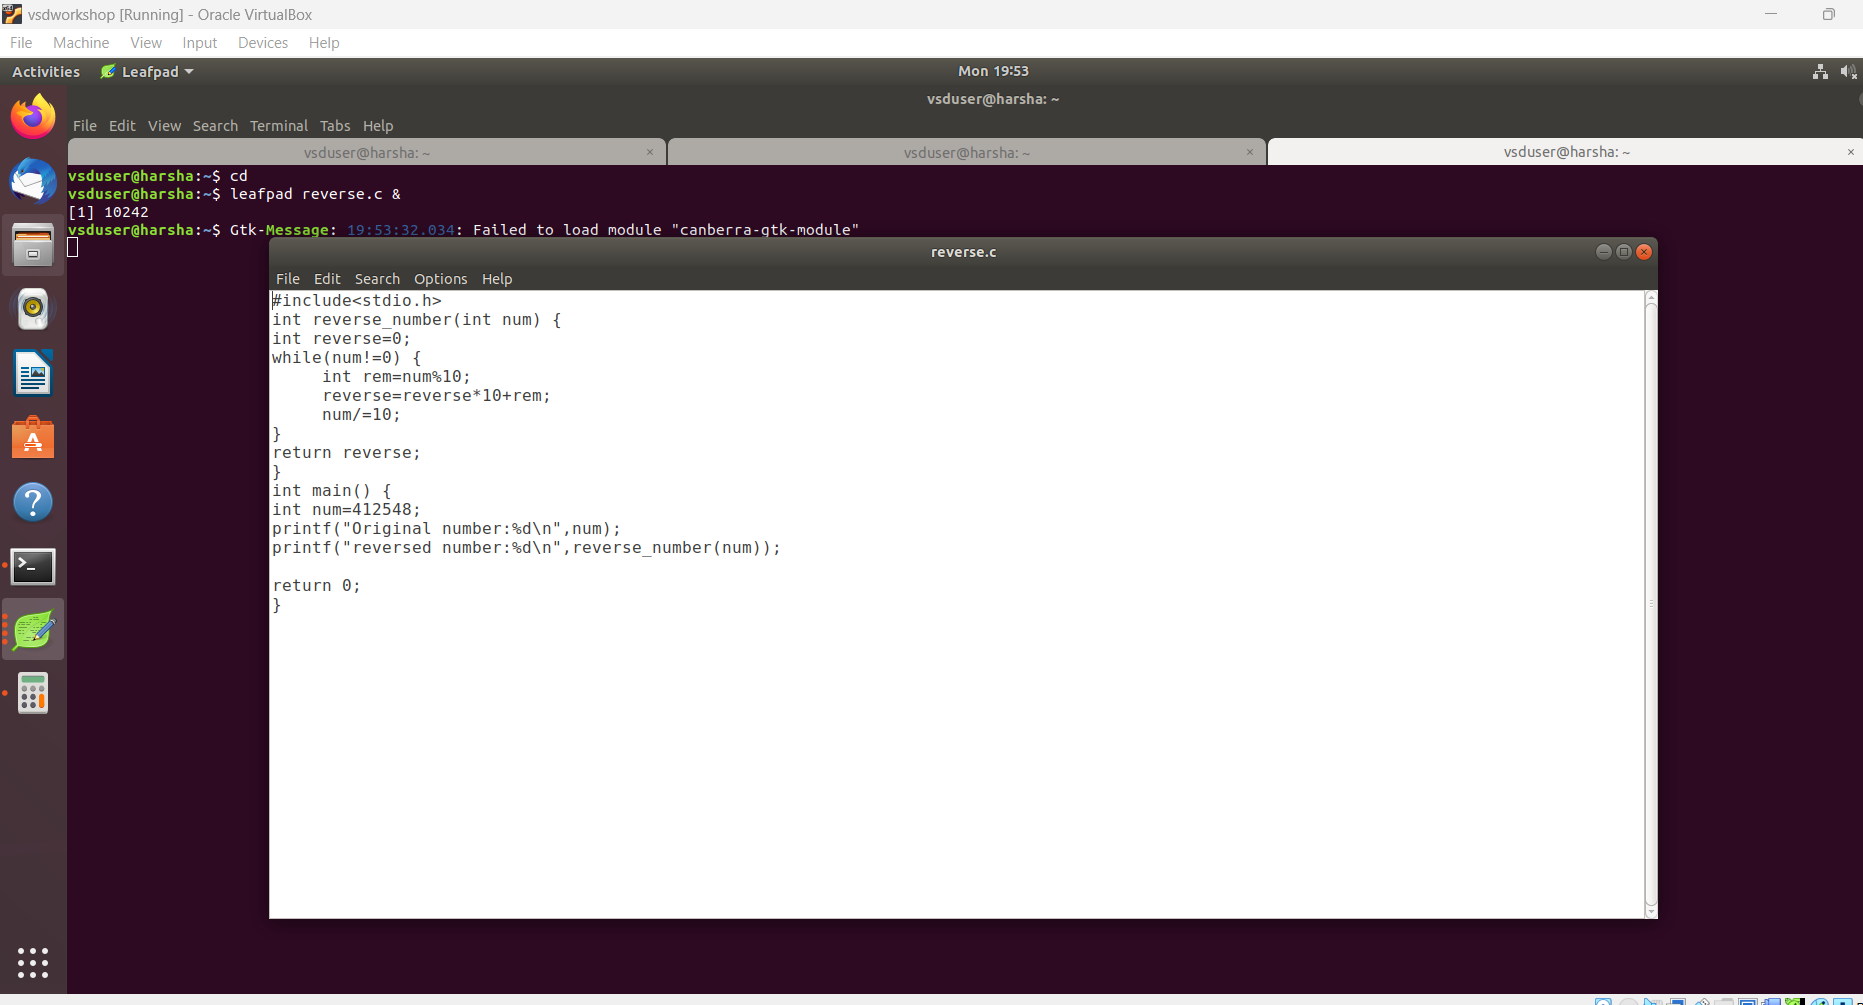 vsdworkshop [Running] - Oracle VirtualBox
File Machine View Input Devices Help
Activities Leafpad Mon 19:53
vsduser@harsha: ~
File Edit View Search Terminal Tabs Help
vsduser@harsha: ~ × vsduser@harsha: ~ × vsduser@harsha: ~ ×
vsduser@harsha:~$ cd
vsduser@harsha:~$ leafpad reverse.c &
[1] 10242
vsduser@harsha:~$ Gtk-Message: 19:53:32.034: Failed to load module "canberra-gtk-module"
reverse.c
File Edit Search Options Help
#include<stdio.h>
int reverse_number(int num) {
int reverse=0;
while(num!=0) {
     int rem=num%10;
     reverse=reverse*10+rem;
     num/=10;
}
return reverse;
}
int main() {
int num=412548;
printf("Original number:%d\n",num);
printf("reversed number:%d\n",reverse_number(num));
return 0;
}